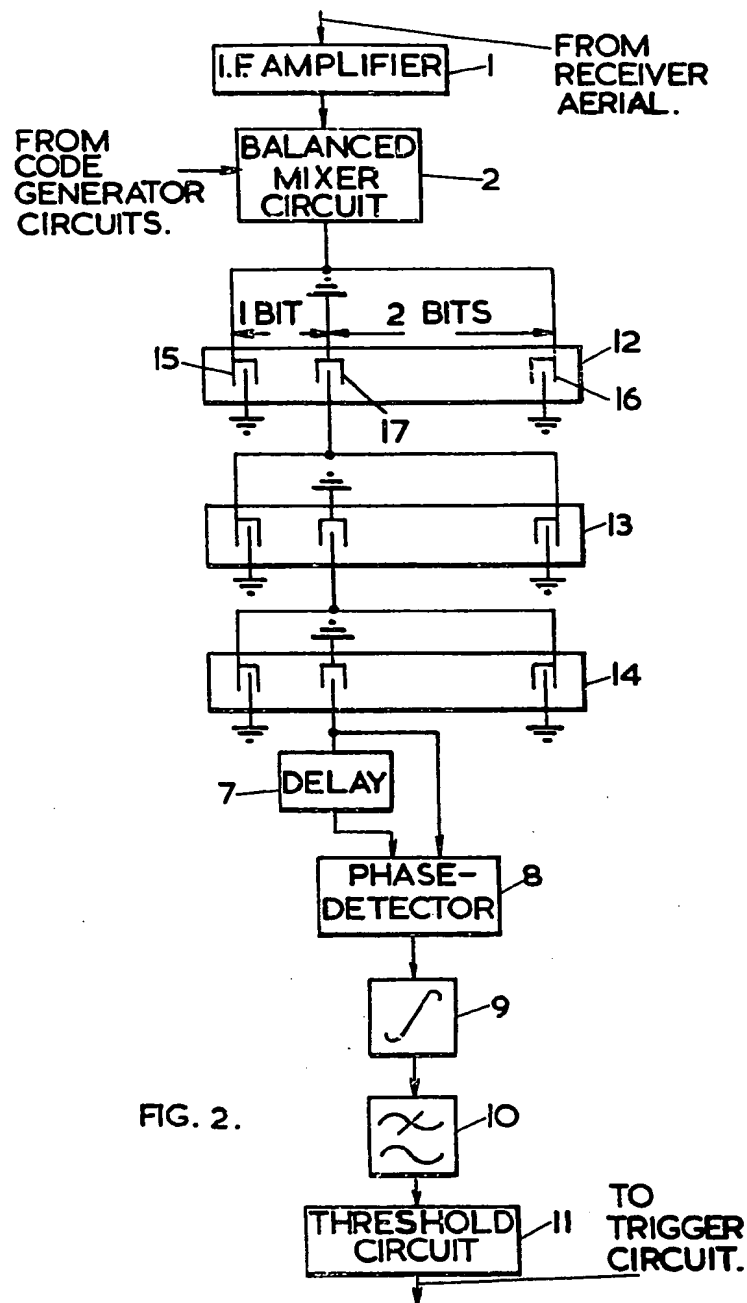 FROM
RECEIVER
AERIAL.
I.F. AMPLIFIER
1
FROM
CODE
GENERATOR
CIRCUITS.
BALANCED
MIXER
CIRCUIT
2
1 BIT
2 BITS
12
15
16
17
13
14
7
DELAY
PHASE-
DETECTOR
8
9
FIG. 2.
10
THRESHOLD
CIRCUIT
11
TO
TRIGGER
CIRCUIT.